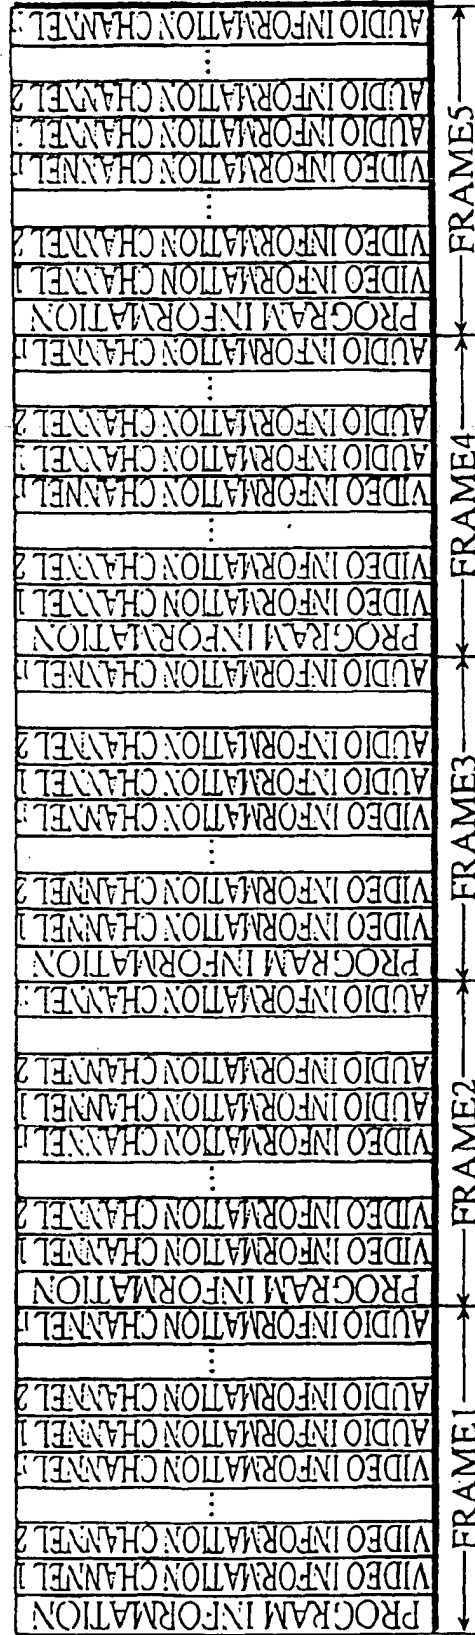 PROGRAM INFORMATION
VIDEO INFORMATION CHANNEL 1
VIDEO INFORMATION CHANNEL 2
⋮
VIDEO INFORMATION CHANNEL
AUDIO INFORMATION CHANNEL 1
AUDIO INFORMATION CHANNEL 2
⋮
AUDIO INFORMATION CHANNEL n
FRAME1
PROGRAM INFORMATION
VIDEO INFORMATION CHANNEL 1
VIDEO INFORMATION CHANNEL 2
⋮
VIDEO INFORMATION CHANNEL n
AUDIO INFORMATION CHANNEL 1
AUDIO INFORMATION CHANNEL 2
AUDIO INFORMATION CHANNEL
FRAME2
PROGRAM INFORMATION
VIDEO INFORMATION CHANNEL 1
VIDEO INFORMATION CHANNEL 2
⋮
VIDEO INFORMATION CHANNEL
AUDIO INFORMATION CHANNEL 1
AUDIO INFORMATION CHANNEL 2
AUDIO INFORMATION CHANNEL n
FRAME3
PROGRAM INFORMATION
VIDEO INFORMATION CHANNEL 1
VIDEO INFORMATION CHANNEL 2
⋮
VIDEO INFORMATION CHANNEL n
AUDIO INFORMATION CHANNEL
AUDIO INFORMATION CHANNEL 2
⋮
AUDIO INFORMATION CHANNEL n
FRAME4
PROGRAM INFORMATION
VIDEO INFORMATION CHANNEL 1
VIDEO INFORMATION CHANNEL 2
⋮
VIDEO INFORMATION CHANNEL n
AUDIO INFORMATION CHANNEL
AUDIO INFORMATION CHANNEL 2
⋮
AUDIO INFORMATION CHANNEL
FRAME5